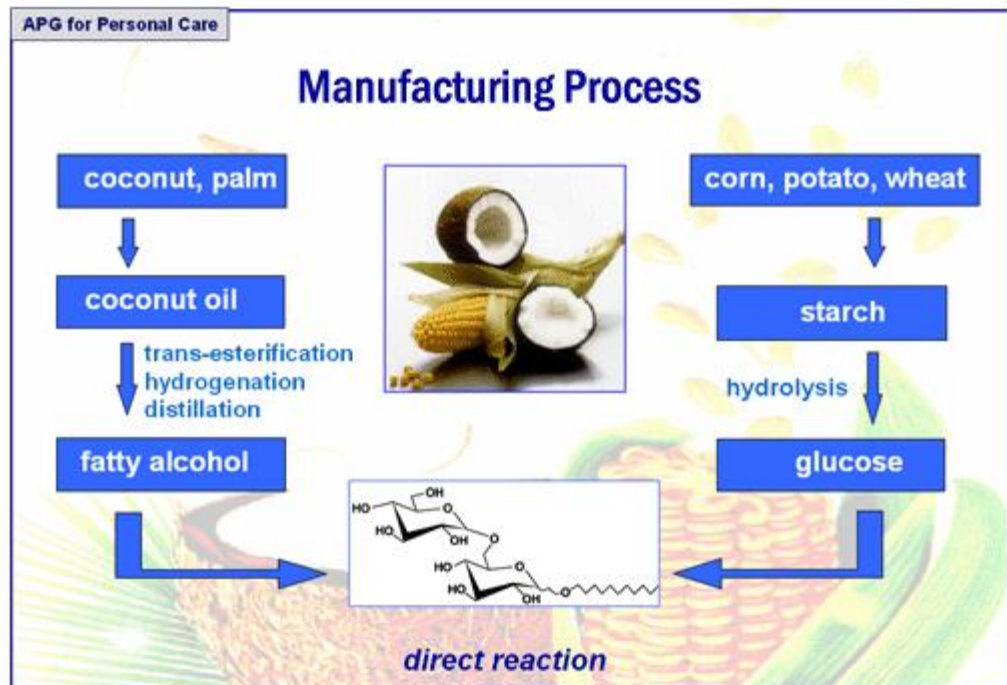 APG for Personal Care
Manufacturing Process
coconut, palm
coconut oil
trans-esterification
hydrogenation
distillation
fatty alcohol
corn, potato, wheat
starch
hydrolysis
glucose
OH
HO
O
HO
OH
O
HO
O
HO
OH
O
direct reaction